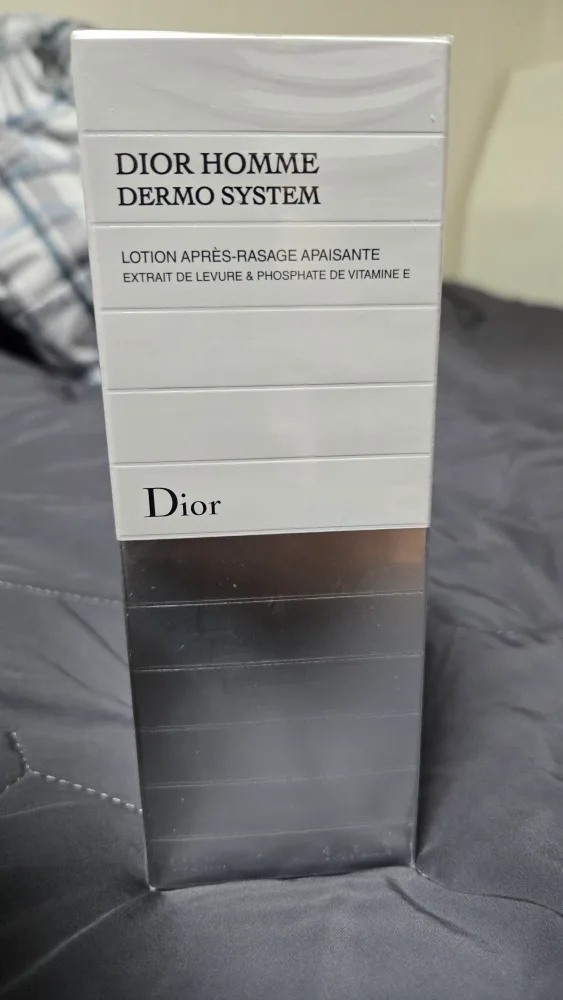 DIOR HOMME
DERMO SYSTEM
LOTION APRÈS-RASAGE APAISANTE
EXTRAIT DE LEVURE & PHOSPHATE DE VITAMINE E
Dior